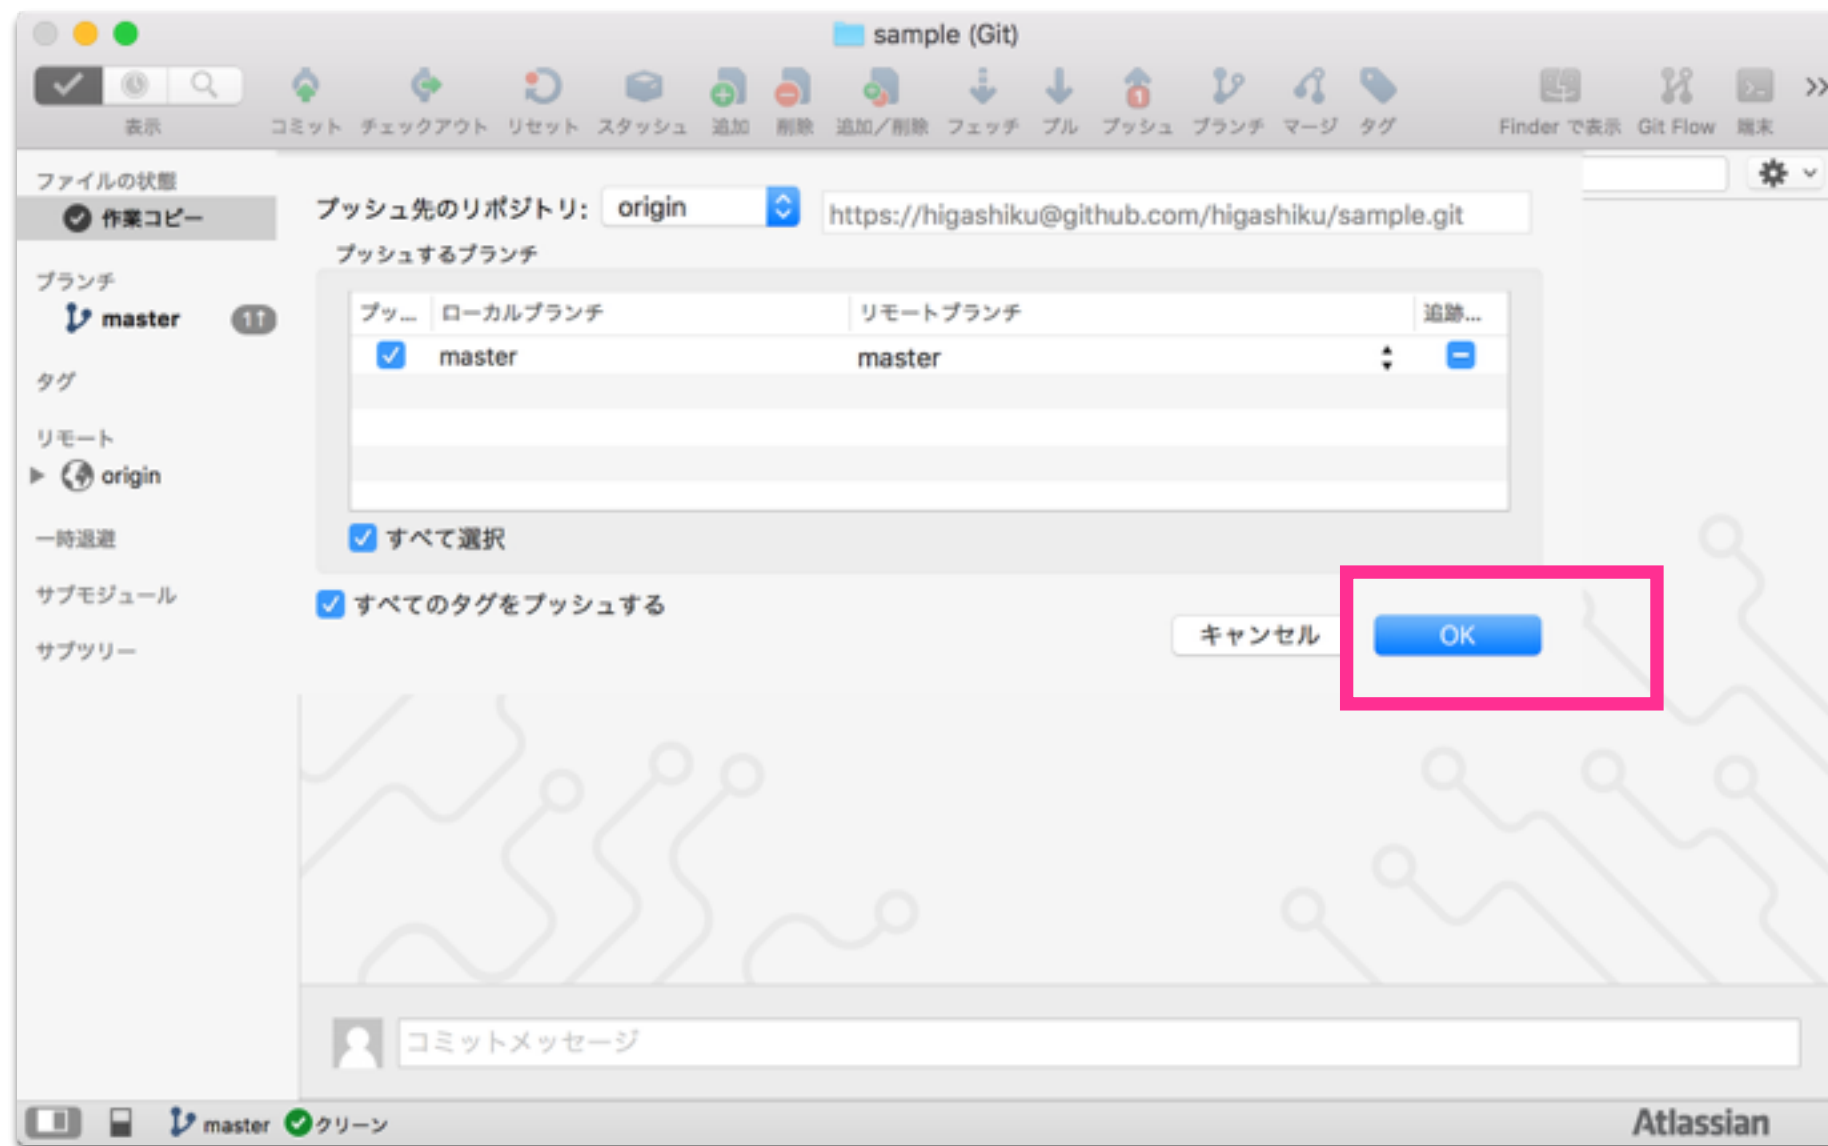 sample (Git)
表示
コミット チェックアウト リセット スタッシュ 追加 削除 追加/削除 フェッチ プル プッシュ ブランチ マージ タグ Finder で表示 Git Flow 端末
ファイルの状態
作業コピー
ブランチ
master 1↑
タグ
リモート
origin
一時退避
サブモジュール
サブツリー
プッシュ先のリポジトリ: origin https://higashiku@github.com/higashiku/sample.git
プッシュするブランチ
プッ... ローカルブランチ リモートブランチ 追跡...
master master
すべて選択
すべてのタグをプッシュする
キャンセル OK
コミットメッセージ
master クリーン Atlassian